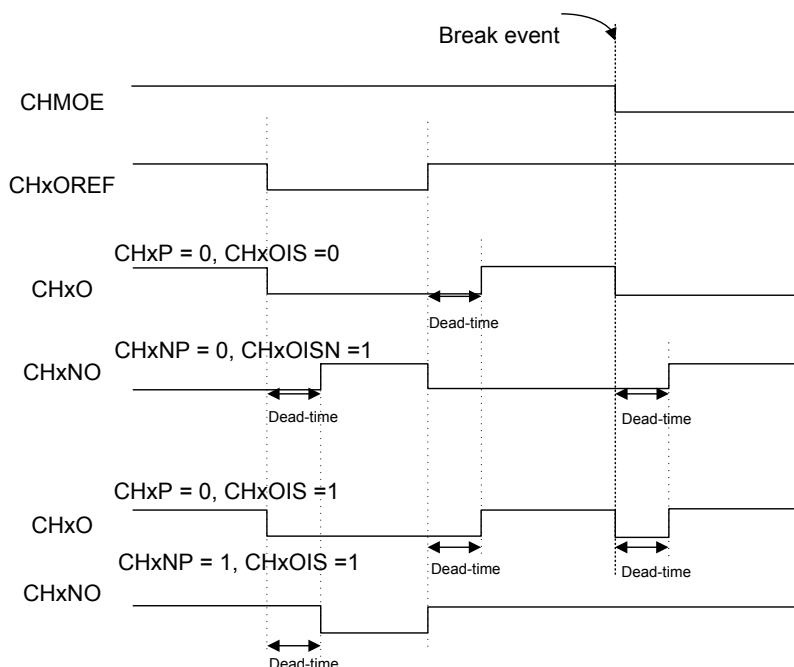 Break event
CHMOE
CHxOREF
CHxP = 0, CHxOIS =0
CHxO
Dead-time
CHxNP = 0, CHxOISN =1
CHxNO
Dead-time
Dead-time
CHxP = 0, CHxOIS =1
CHxO
Dead-time
Dead-time
CHxNP = 1, CHxOIS =1
CHxNO
Dead-time